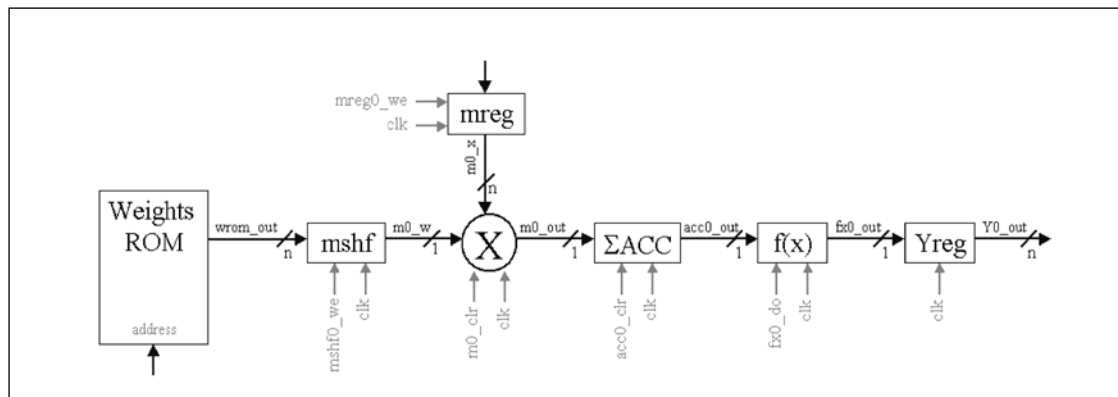 mreg0_we
clk
mreg
m0_x
n
Weights
ROM
address
wrom_out
n
mshf
mshf0_we
clk
m0_w
1
X
m0_clr
clk
m0_out
1
ΣACC
acc0_clr
clk
acc0_out
1
f(x)
fx0_do
clk
fx0_out
1
Yreg
clk
Y0_out
n